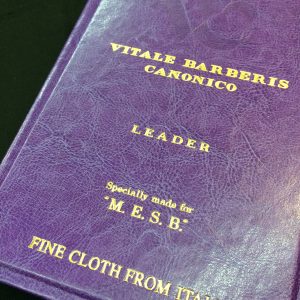 VITALE BARBERIS
CANONICO
LEADER
Specially made for
"M. E. S. B."
FINE CLOTH FROM